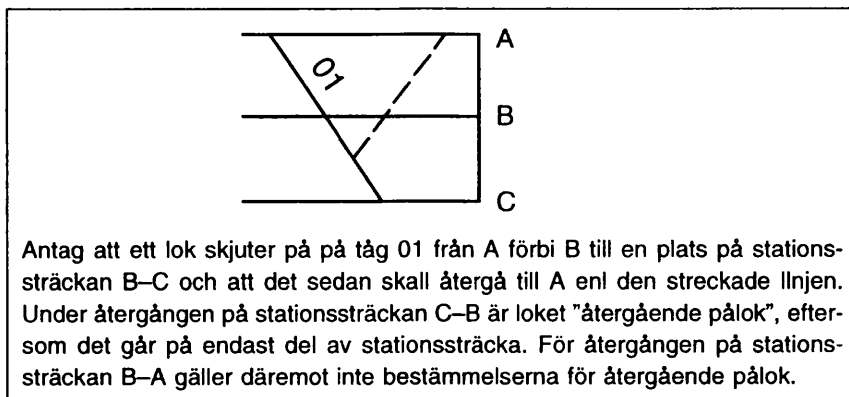 A
01
B
C
Antag att ett lok skjuter på på tåg 01 från A förbi B till en plats på stations-
sträckan B–C och att det sedan skall återgå till A enl den streckade linjen.
Under återgången på stationssträckan C–B är loket "återgående pålok", efter-
som det går på endast del av stationssträcka. För återgången på stations-
sträckan B–A gäller däremot inte bestämmelserna för återgående pålok.